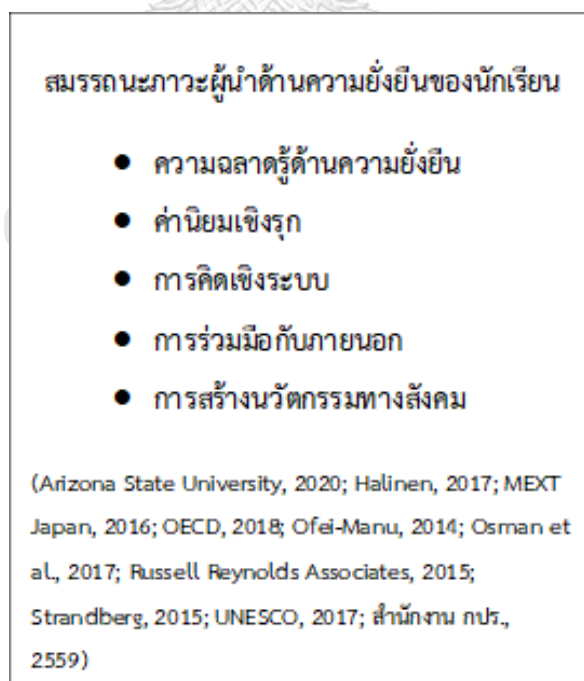 สมรรถนะภาวะผู้นำด้านความยั่งยืนของนักเรียน
● ความฉลาดรู้ด้านความยั่งยืน
● ค่านิยมเชิงรุก
● การคิดเชิงระบบ
● การร่วมมือกับภายนอก
● การสร้างนวัตกรรมทางสังคม
(Arizona State University, 2020; Halinen, 2017; MEXT
Japan, 2016; OECD, 2018; Ofei-Manu, 2014; Osman et
al., 2017; Russell Reynolds Associates, 2015;
Strandberg, 2015; UNESCO, 2017; สำนักงาน กปร.,
2559)